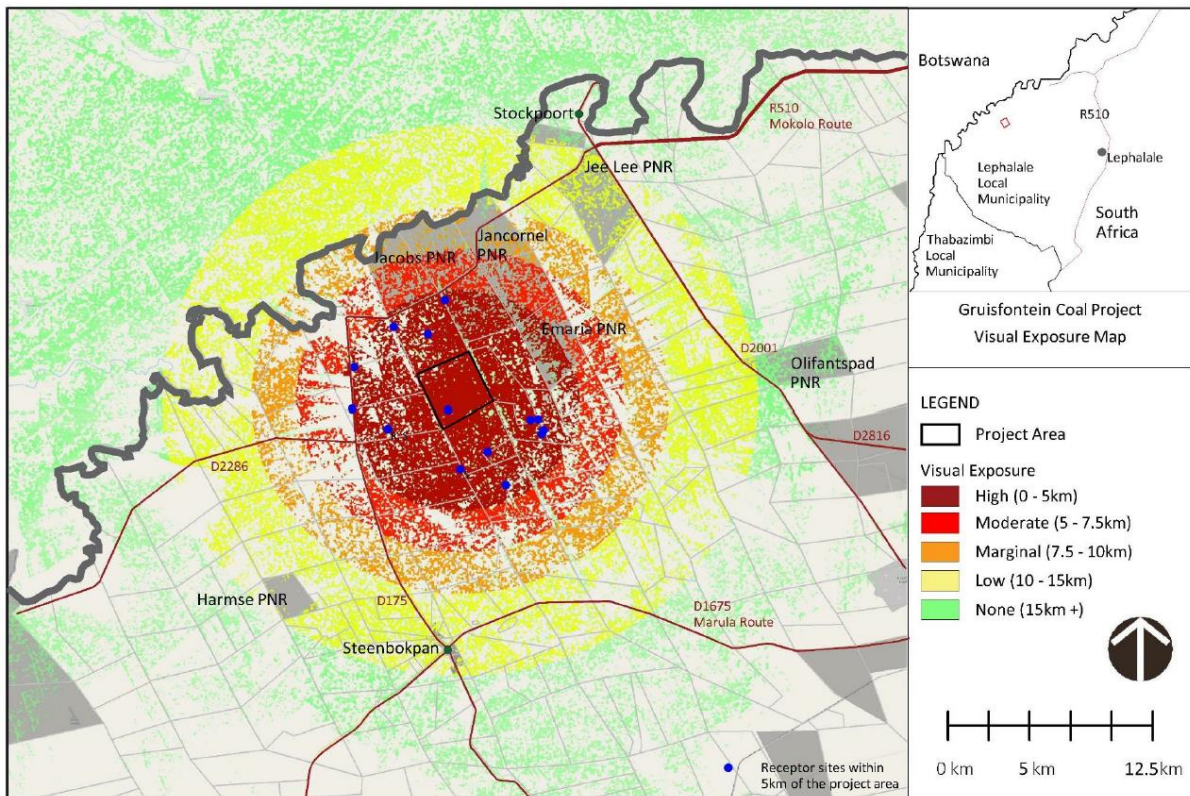 Stockpoort
R510
Mokolo Route
Jee Lee PNR
Jancornel
PNR
Jacobs PNR
Emaria PNR
D2001
Olifantspad
PNR
D2816
D2286
Harmse PNR
D175
D1675
Marula Route
Steenbokpan
Receptor sites within
5km of the project area
Botswana
R510
Lephalale
Lephalale
Local
Municipality
South
Africa
Thabazimbi
Local
Municipality
Gruisfontein Coal Project
Visual Exposure Map
LEGEND
Project Area
Visual Exposure
High (0 - 5km)
Moderate (5 - 7.5km)
Marginal (7.5 - 10km)
Low (10 - 15km)
None (15km +)
0 km
5 km
12.5km